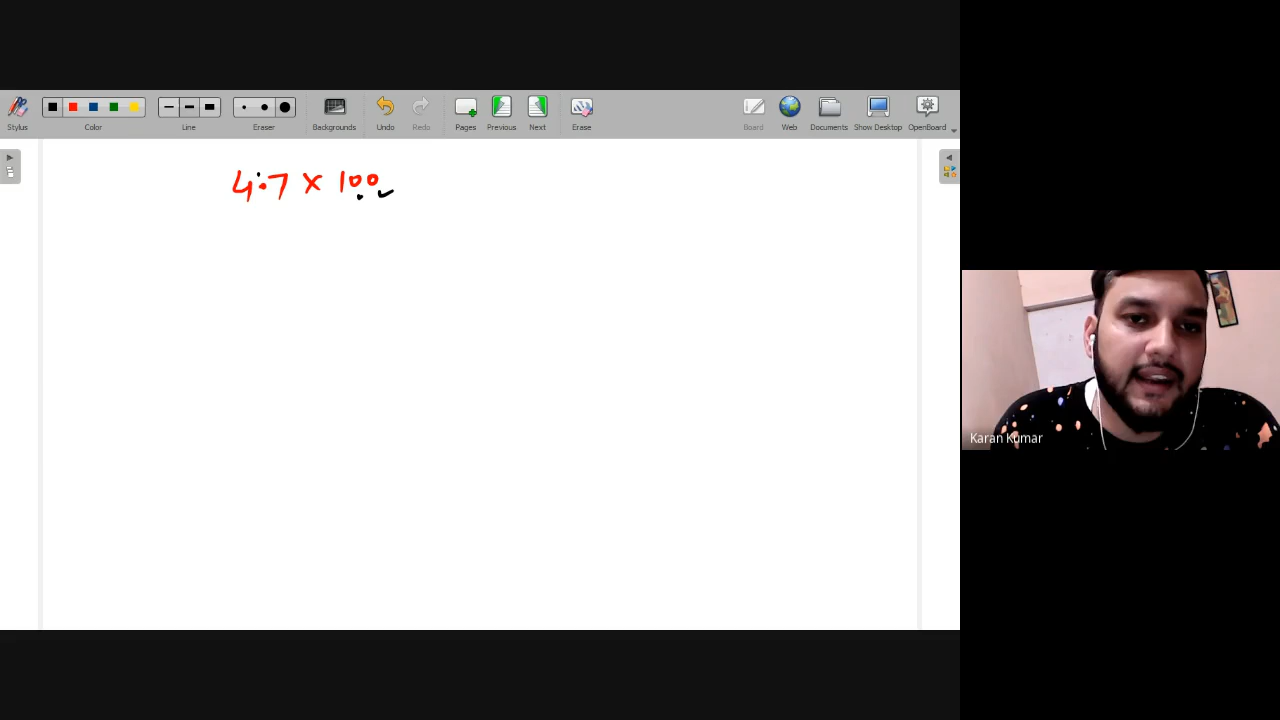 Stylus Color Line Eraser Backgrounds Undo Redo Pages Previous Next Erase Board Web Documents Show Desktop OpenBoard
4.7 × 100
Karan Kumar